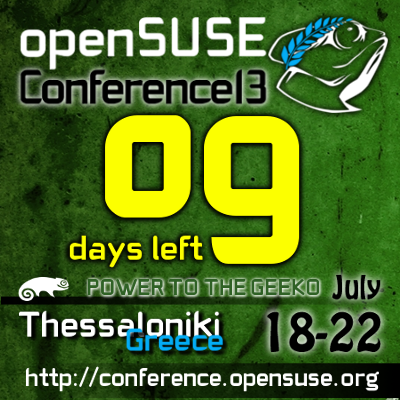 openSUSE
Conference13
09
days left
POWER TO THE GEEKO
July
Thessaloniki
18-22
Greece
http://conference.opensuse.org